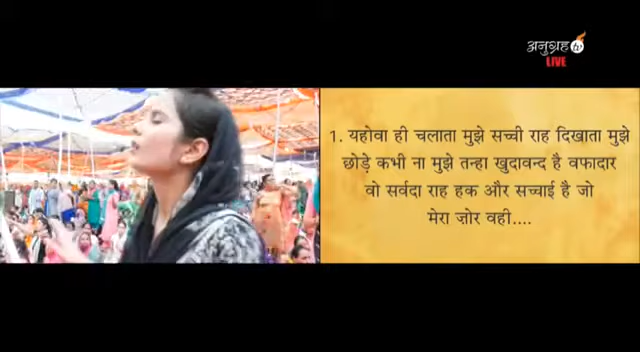 अनुग्रह tv
LIVE
1. यहोवा ही चलाता मुझे सच्ची राह दिखाता मुझे
छोड़े कभी ना मुझे तन्हा खुदावन्द है वफादार
वो सर्वदा राह हक और सच्चाई है जो
मेरा ज़ोर वही....